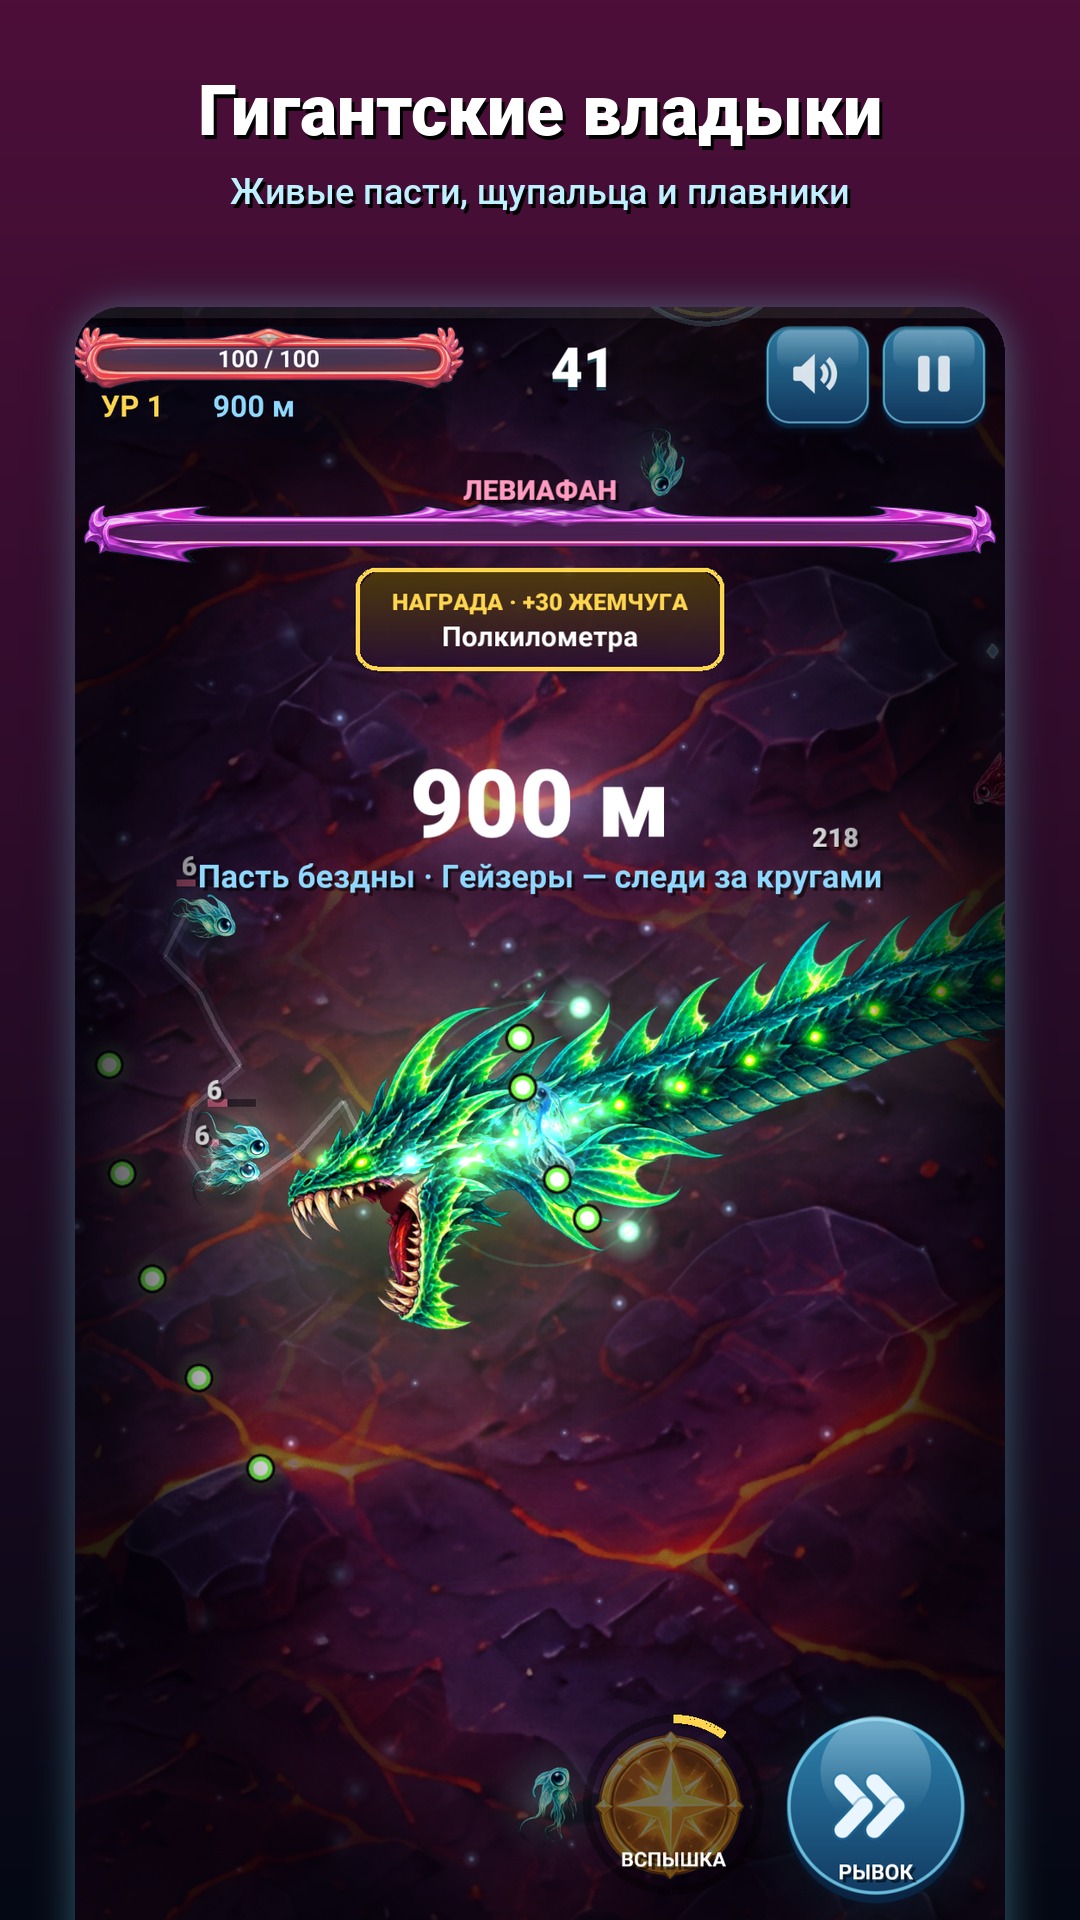 Гигантские владыки
Живые пасти, щупальца и плавники
100 / 100
41
УР 1
900 м
ЛЕВИАФАН
НАГРАДА · +30 ЖЕМЧУГА
Полкилометра
900 м
218
6
Пасть бездны · Гейзеры — следи за кругами
6
6
ВСПЫШКА
РЫВОК